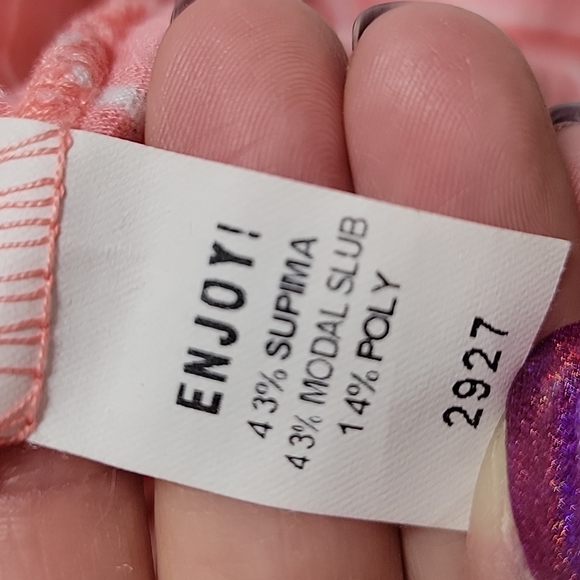 ENJOY!
43% SUPIMA
43% MODAL SLUB
14% POLY
2927